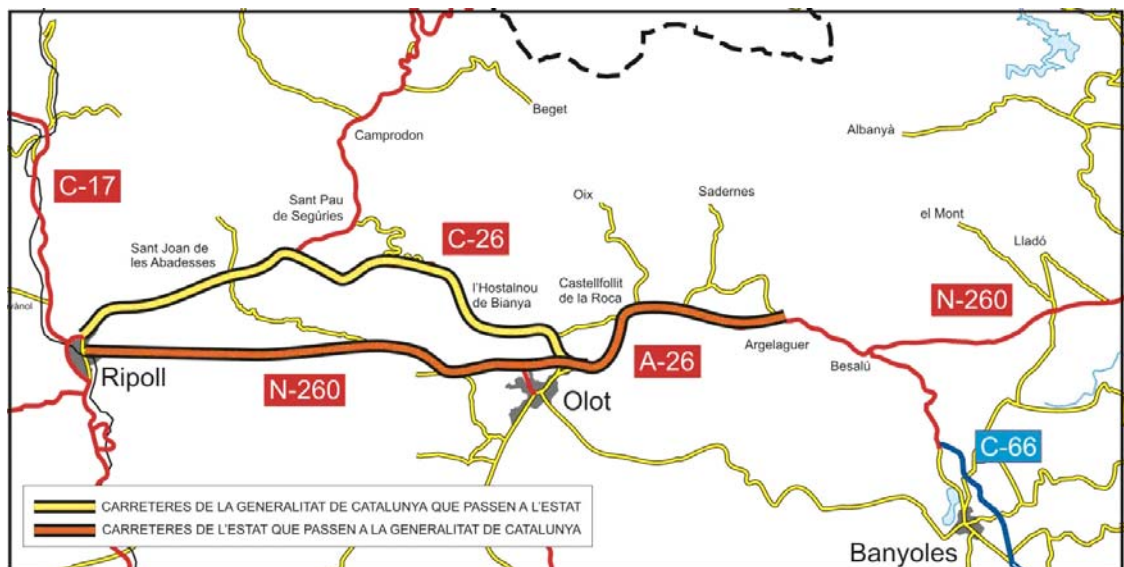 Beget
Albanyà
Camprodon
C-17
Oix
Sadernes
Sant Pau
de Segúries
el Mont
C-26
Lladó
Sant Joan de
les Abadesses
l'Hostalnou
de Bianya
Castellfollit
de la Roca
N-260
Argelaguer
Besalú
A-26
Ripoll
N-260
Olot
C-66
CARRETERES DE LA GENERALITAT DE CATALUNYA QUE PASSEN A L'ESTAT
CARRETERES DE L'ESTAT QUE PASSEN A LA GENERALITAT DE CATALUNYA
Banyoles